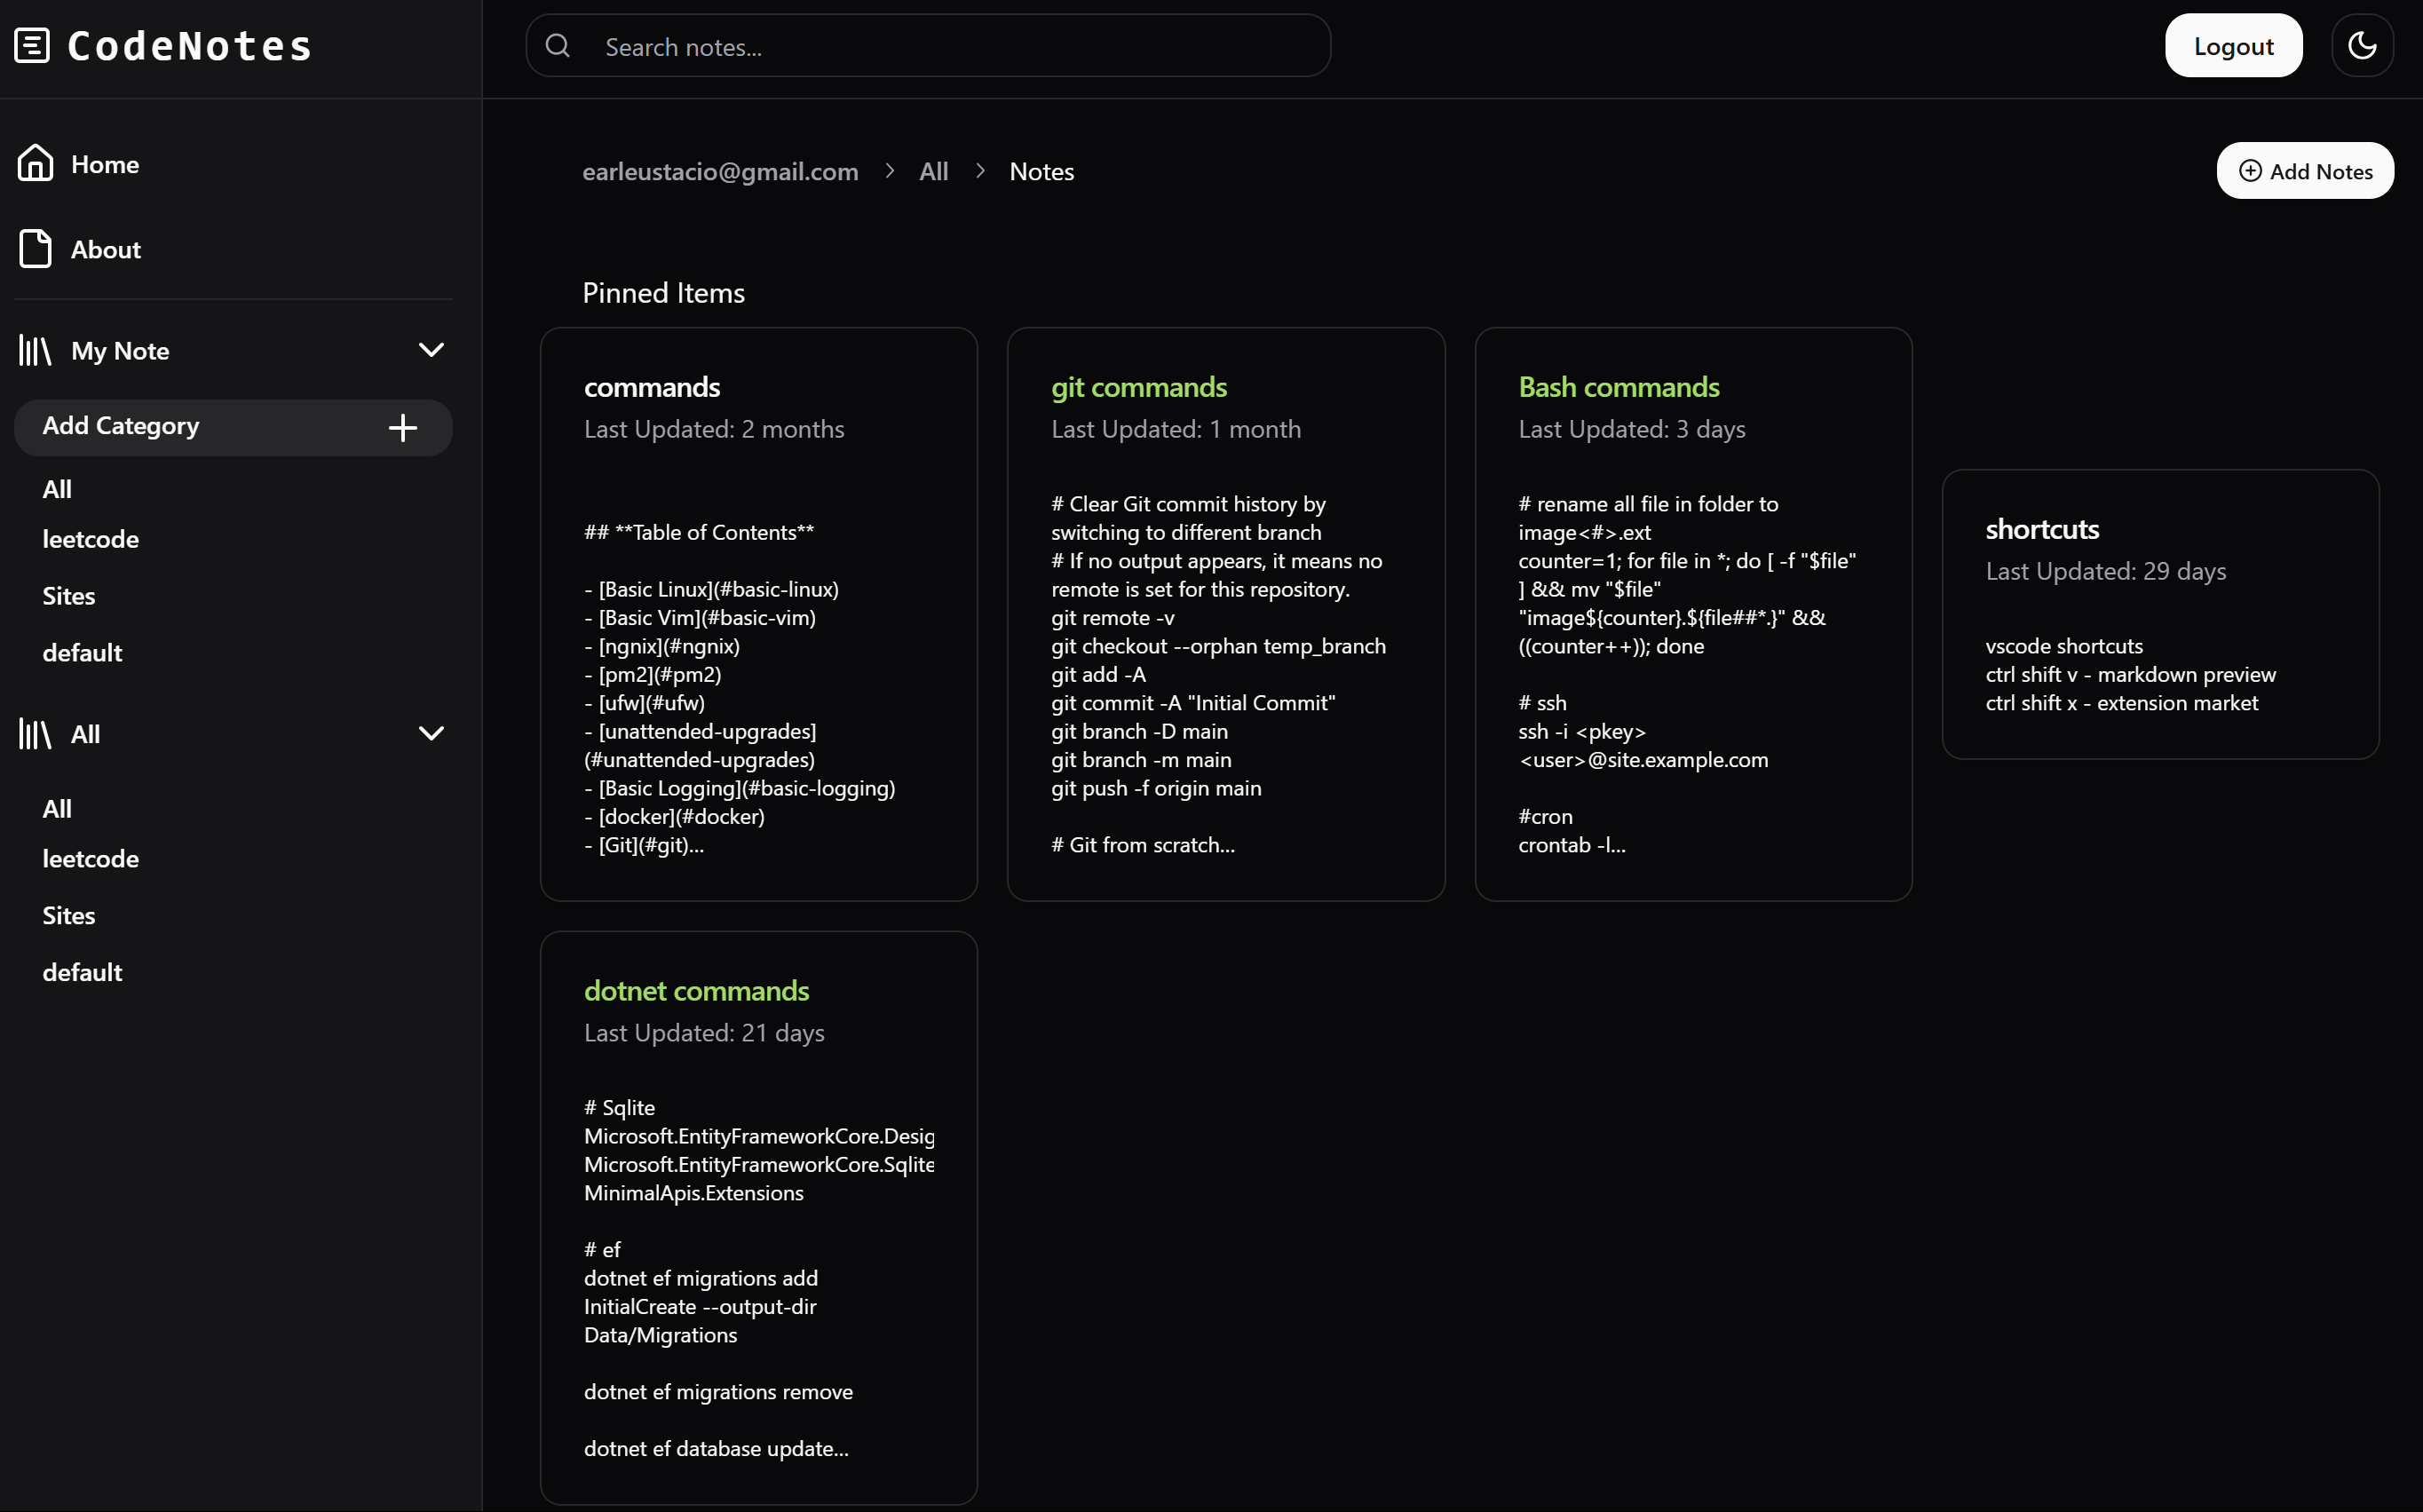 CodeNotes
Search notes...
Logout
Home
About
My Note
Add Category
All
leetcode
Sites
default
All
All
leetcode
Sites
default
earleustacio@gmail.com > All > Notes
Add Notes
Pinned Items
commands
Last Updated: 2 months
## **Table of Contents**
- [Basic Linux](#basic-linux)
- [Basic Vim](#basic-vim)
- [ngnix](#ngnix)
- [pm2](#pm2)
- [ufw](#ufw)
- [unattended-upgrades]
(#unattended-upgrades)
- [Basic Logging](#basic-logging)
- [docker](#docker)
- [Git](#git)...
git commands
Last Updated: 1 month
# Clear Git commit history by
switching to different branch
# If no output appears, it means no
remote is set for this repository.
git remote -v
git checkout --orphan temp_branch
git add -A
git commit -A "Initial Commit"
git branch -D main
git branch -m main
git push -f origin main
# Git from scratch...
Bash commands
Last Updated: 3 days
# rename all file in folder to
image<#>.ext
counter=1; for file in *; do [ -f "$file"
] && mv "$file"
"image${counter}.${file##*.}" &&
((counter++)); done
# ssh
ssh -i <pkey>
<user>@site.example.com
#cron
crontab -l...
shortcuts
Last Updated: 29 days
vscode shortcuts
ctrl shift v - markdown preview
ctrl shift x - extension market
dotnet commands
Last Updated: 21 days
# Sqlite
Microsoft.EntityFrameworkCore.Desig
Microsoft.EntityFrameworkCore.Sqlite
MinimalApis.Extensions
# ef
dotnet ef migrations add
InitialCreate --output-dir
Data/Migrations
dotnet ef migrations remove
dotnet ef database update...